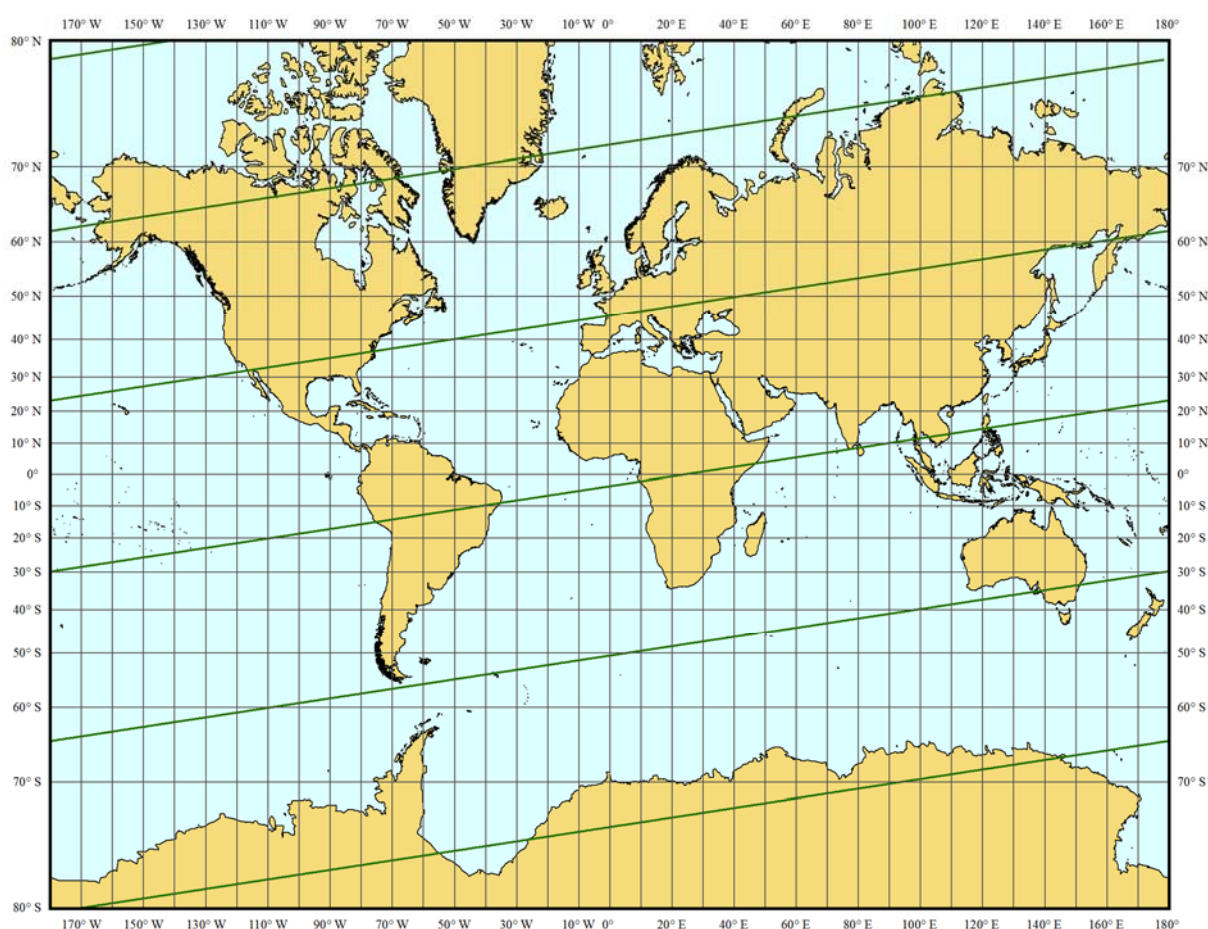 170° W 150° W 130° W 110° W 90° W 70° W 50° W 30° W 10° W 0° 20° E 40° E 60° E 80° E 100° E 120° E 140° E 160° E 180°
80° N
70° N 70° N
60° N 60° N
50° N 50° N
40° N 40° N
30° N 30° N
20° N 20° N
10° N 10° N
0° 0°
10° S 10° S
20° S 20° S
30° S 30° S
40° S 40° S
50° S 50° S
60° S 60° S
70° S 70° S
80° S
170° W 150° W 130° W 110° W 90° W 70° W 50° W 30° W 10° W 0° 20° E 40° E 60° E 80° E 100° E 120° E 140° E 160° E 180°